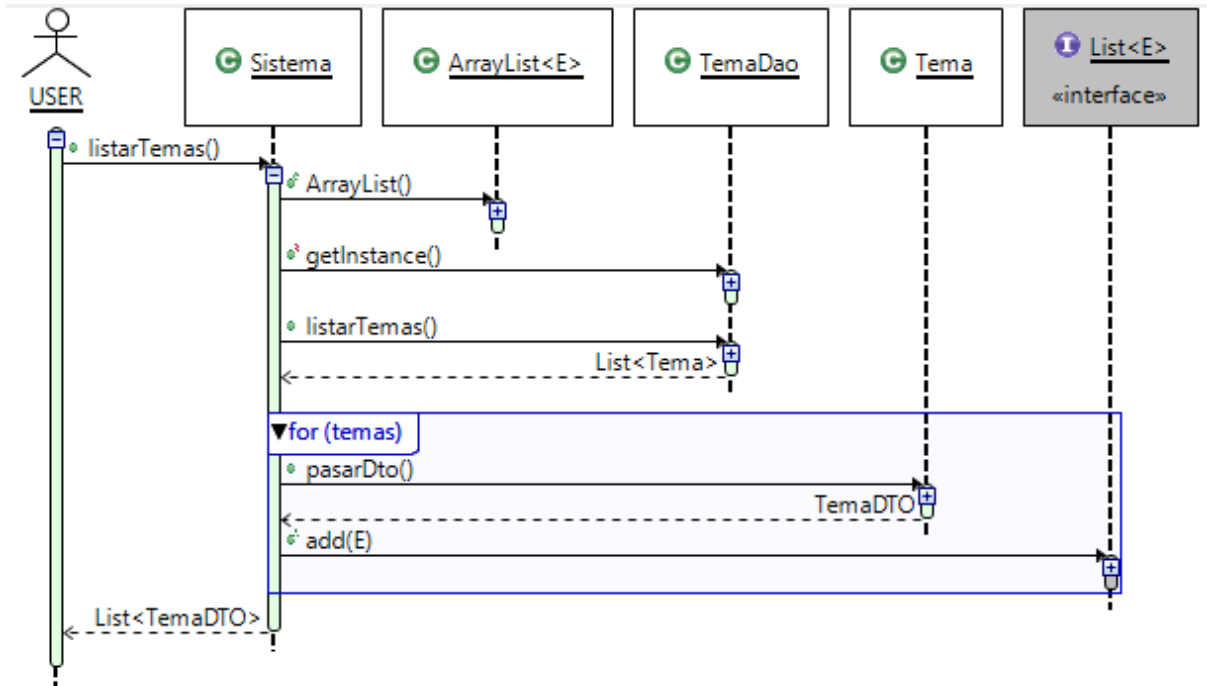 Sistema
ArrayList<E>
TemaDao
Tema
List<E>
«interface»
USER
listarTemas()
ArrayList()
getInstance()
listarTemas()
List<Tema>
for (temas)
pasarDto()
TemaDTO
add(E)
List<TemaDTO>